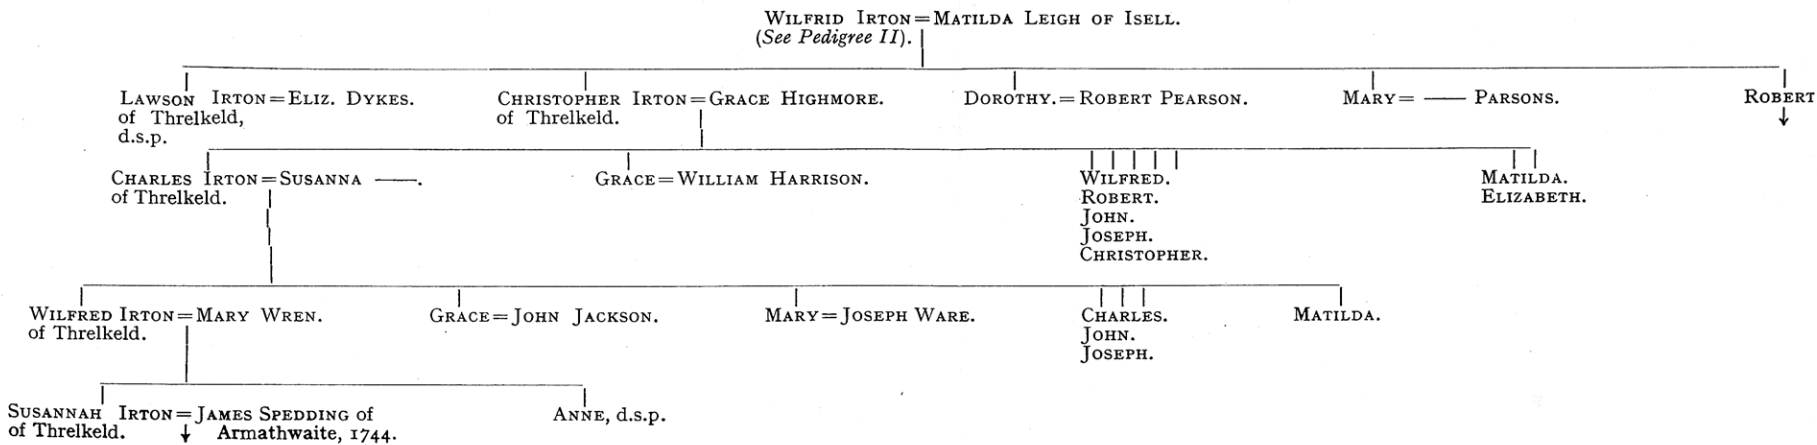 WILFRID IRTON=MATILDA LEIGH OF ISELL.
(See Pedigree II).
LAWSON IRTON=ELIZ. DYKES. CHRISTOPHER IRTON=GRACE HIGHMORE. DOROTHY.=ROBERT PEARSON. MARY= —— PARSONS. ROBERT
of Threlkeld, of Threlkeld.
d.s.p.
CHARLES IRTON=SUSANNA ——. GRACE=WILLIAM HARRISON. WILFRED. MATILDA.
of Threlkeld. ROBERT. ELIZABETH.
JOHN.
JOSEPH.
CHRISTOPHER.
WILFRED IRTON=MARY WREN. GRACE=JOHN JACKSON. MARY=JOSEPH WARE. CHARLES. MATILDA.
of Threlkeld. JOHN.
JOSEPH.
SUSANNAH IRTON=JAMES SPEDDING of ANNE, d.s.p.
of Threlkeld. Armathwaite, 1744.